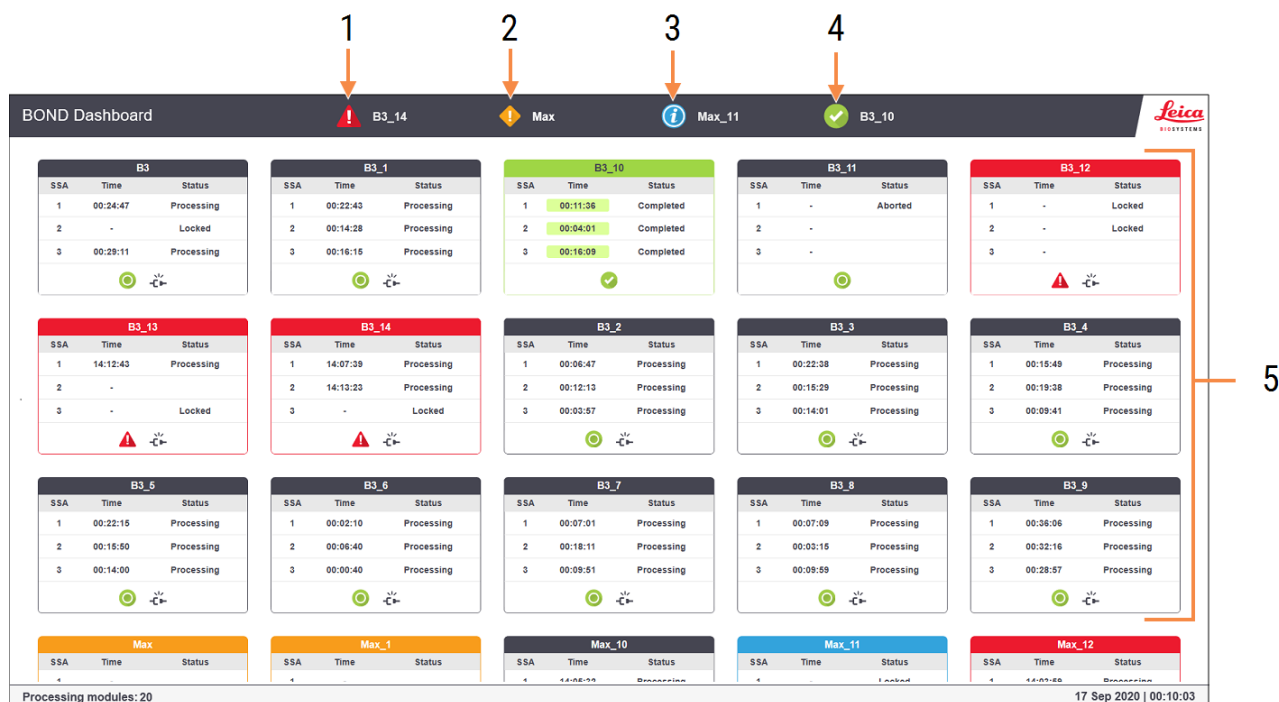 1 2 3 4
BOND Dashboard B3_14 Max Max_11 B3_10 Leica
BIOSYSTEMS
B3 B3_1 B3_10 B3_11 B3_12
SSA Time Status SSA Time Status SSA Time Status SSA Time Status SSA Time Status
1 00:24:47 Processing 1 00:22:43 Processing 1 00:11:36 Completed 1 - Aborted 1 - Locked
2 - Locked 2 00:14:28 Processing 2 00:04:01 Completed 2 - 2 - Locked
3 00:29:11 Processing 3 00:16:15 Processing 3 00:16:09 Completed 3 - 3 -
B3_13 B3_14 B3_2 B3_3 B3_4
SSA Time Status SSA Time Status SSA Time Status SSA Time Status SSA Time Status
1 14:12:43 Processing 1 14:07:39 Processing 1 00:06:47 Processing 1 00:22:38 Processing 1 00:15:49 Processing
5
2 - 2 14:13:23 Processing 2 00:12:13 Processing 2 00:15:29 Processing 2 00:19:38 Processing
3 - Locked 3 - Locked 3 00:03:57 Processing 3 00:14:01 Processing 3 00:09:41 Processing
B3_5 B3_6 B3_7 B3_8 B3_9
SSA Time Status SSA Time Status SSA Time Status SSA Time Status SSA Time Status
1 00:22:15 Processing 1 00:02:10 Processing 1 00:07:01 Processing 1 00:07:09 Processing 1 00:36:06 Processing
2 00:15:50 Processing 2 00:06:40 Processing 2 00:18:11 Processing 2 00:03:15 Processing 2 00:32:16 Processing
3 00:14:00 Processing 3 00:00:40 Processing 3 00:09:51 Processing 3 00:09:59 Processing 3 00:28:57 Processing
Max Max_1 Max_10 Max_11 Max_12
SSA Time Status SSA Time Status SSA Time Status SSA Time Status SSA Time Status
1 - 1 - 1 Processing 1 - Locked 1 Processing
Processing modules: 20 17 Sep 2020 | 00:10:03